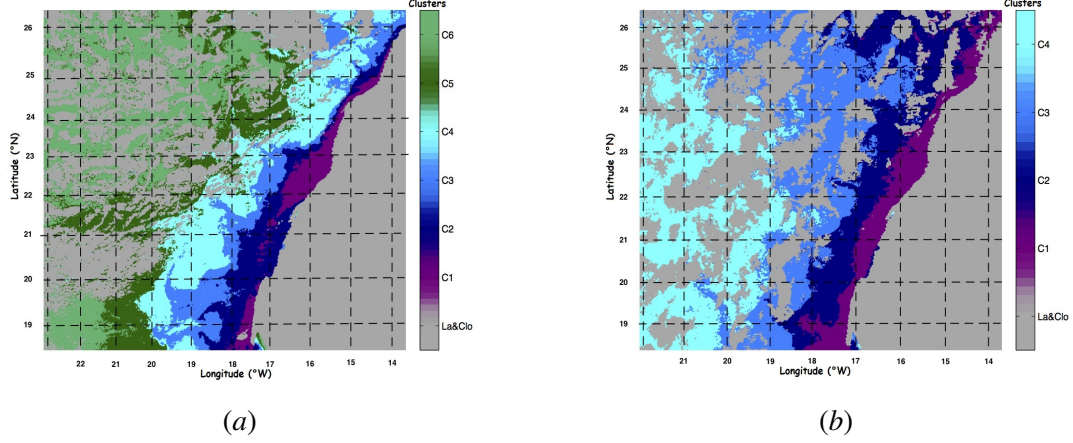 Clusters
C6
C5
C4
C3
C2
C1
La&Clo
Latitude (°N)
26
25
24
23
22
21
20
19
22 21 20 19 18 17 16 15 14
Longitude (°W)
(a)
Clusters
C4
C3
C2
C1
La&Clo
Latitude (°N)
26
25
24
23
22
21
20
19
21 20 19 18 17 16 15 14
Longitude (°W)
(b)